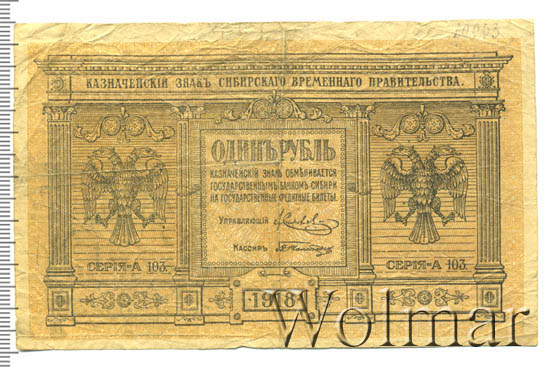 КАЗНАЧЕЙСКІЙ ЗНАКЪ СИБИРСКАГО ВРЕМЕННАГО ПРАВИТЕЛЬСТВА.
ОДИНЪ РУБЛЬ
КАЗНАЧЕЙСКІЙ ЗНАКЪ ОБМѢНИВАЕТСЯ
ГОСУДАРСТВЕННЫМЪ БАНКОМЪ СИБИРИ
НА ГОСУДАРСТВЕННЫЕ КРЕДИТНЫЕ БИЛЕТЫ.
УПРАВЛЯЮЩІЙ
КАССИРЪ
СЕРІЯ-А 103.
СЕРІЯ-А 103.
1918
Wolmar